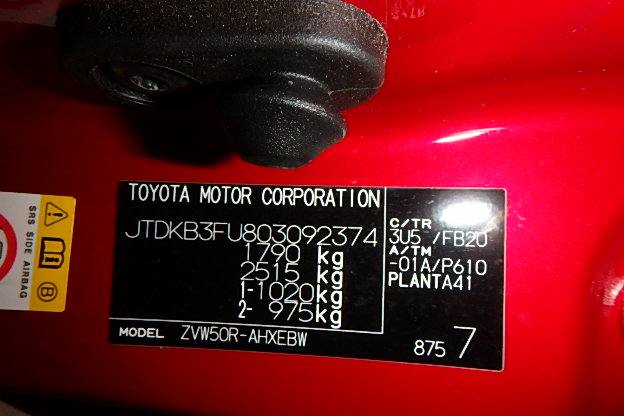 TOYOTA MOTOR CORPORATION
JTDKB3FU803092374
1790 kg
2515 kg
1-1020kg
2- 975kg
MODEL ZVW50R-AHXEBW
C/TR
3U5 /FB20
A/TM
-01A/P610
PLANTA41
875 7
SRS SIDE AIRBAG